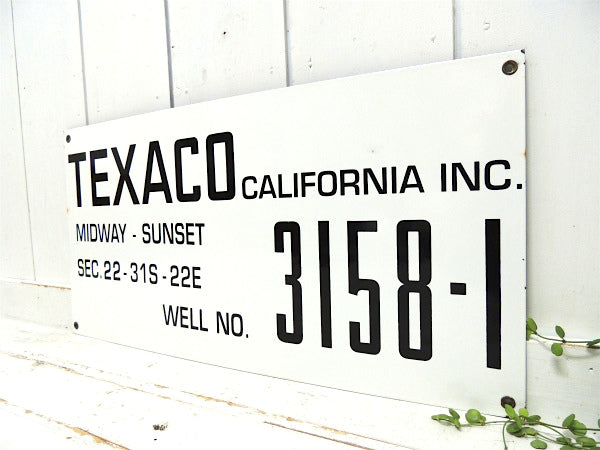 TEXACO CALIFORNIA INC.
MIDWAY - SUNSET
SEC. 22-31S-22E
WELL NO. 3158-1